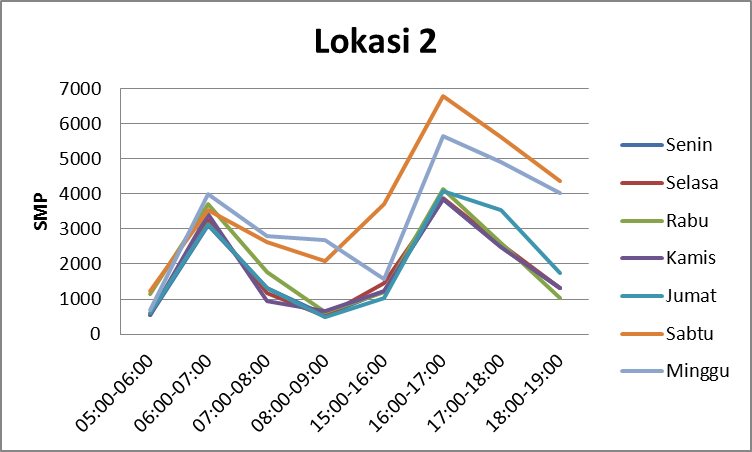 Lokasi 2
SMP
7000
6000
5000
4000
3000
2000
1000
0
05:00-06:00
06:00-07:00
07:00-08:00
08:00-09:00
15:00-16:00
16:00-17:00
17:00-18:00
18:00-19:00
Senin
Selasa
Rabu
Kamis
Jumat
Sabtu
Minggu